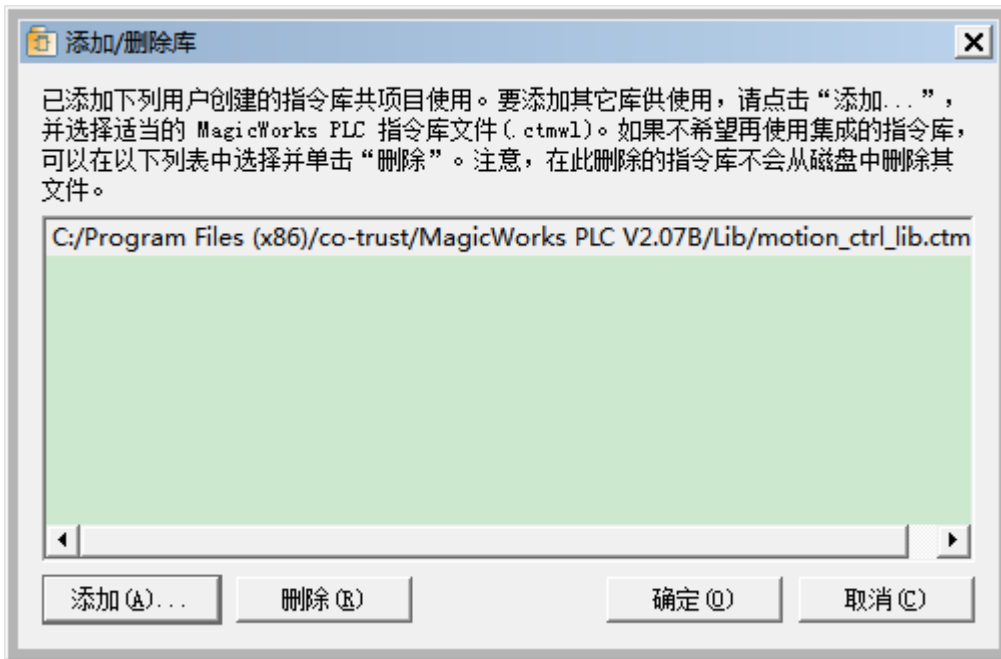 添加/删除库
已添加下列用户创建的指令库共项目使用。要添加其它库供使用，请点击“添加...”，
并选择适当的 MagicWorks PLC 指令库文件(.ctmwl)。如果不希望再使用集成的指令库，
可以在以下列表中选择并单击“删除”。注意，在此删除的指令库不会从磁盘中删除其
文件。
C:/Program Files (x86)/co-trust/MagicWorks PLC V2.07B/Lib/motion_ctrl_lib.ctm
添加(A)... 删除(R) 确定(O) 取消(C)